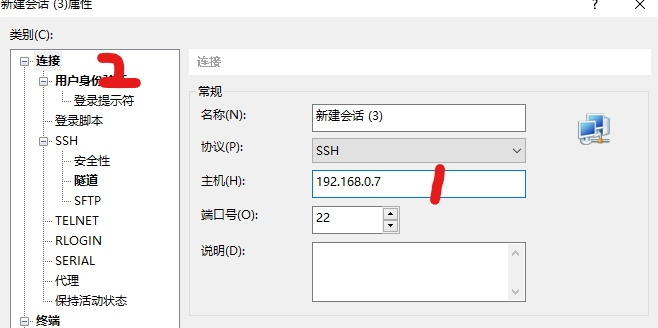 新建会话 (3)属性
?
类别(C):
连接
用户身份
登录提示符
登录脚本
SSH
安全性
隧道
SFTP
TELNET
RLOGIN
SERIAL
代理
保持活动状态
终端
连接
常规
名称(N): 新建会话 (3)
协议(P): SSH
主机(H): 192.168.0.7
端口号(O): 22
说明(D):
2
1